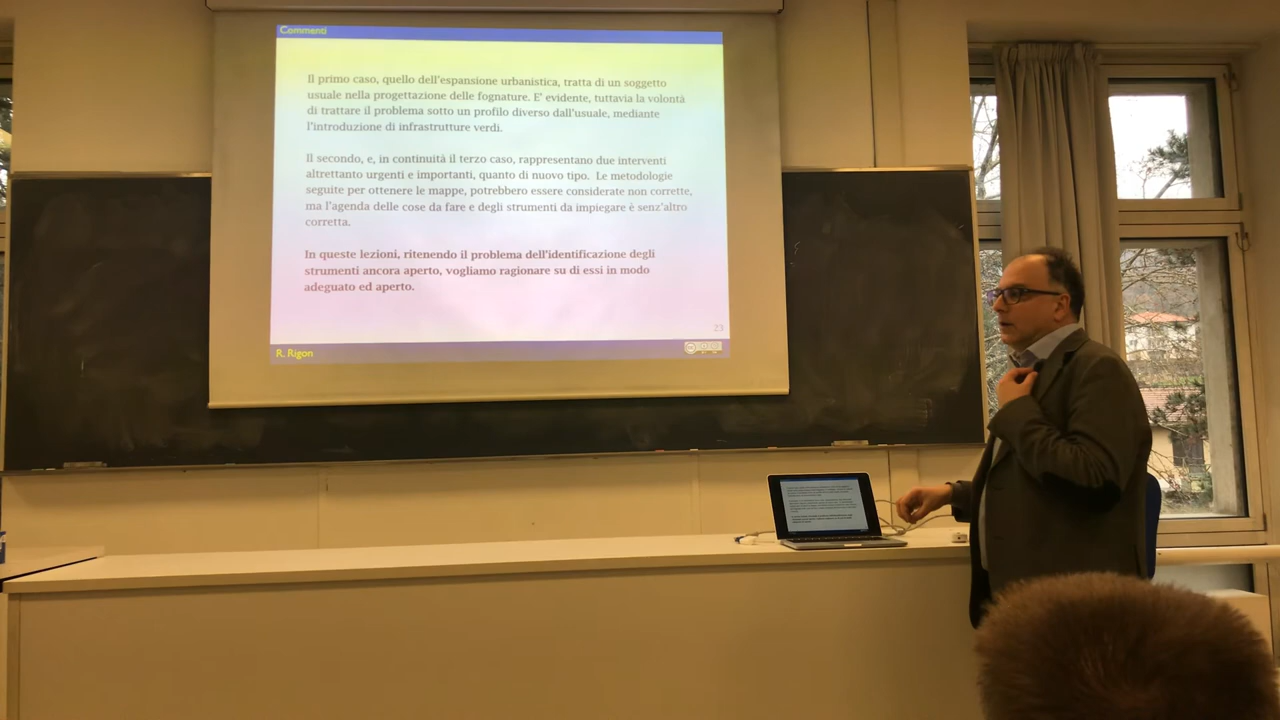 Commenti
Il primo caso, quello dell'espansione urbanistica, tratta di un soggetto
usuale nella progettazione delle fognature. E' evidente, tuttavia la volontà
di trattare il problema sotto un profilo diverso dall'usuale, mediante
l'introduzione di infrastrutture verdi.
Il secondo, e, in continuità il terzo caso, rappresentano due interventi
altrettanto urgenti e importanti, quanto di nuovo tipo. Le metodologie
seguite per ottenere le mappe, potrebbero essere considerate non corrette,
ma l'agenda delle cose da fare e degli strumenti da impiegare è senz'altro
corretta.
In queste lezioni, ritenendo il problema dell'identificazione degli
strumenti ancora aperto, vogliamo ragionare su di essi in modo
adeguato ed aperto.
23
R. Rigon